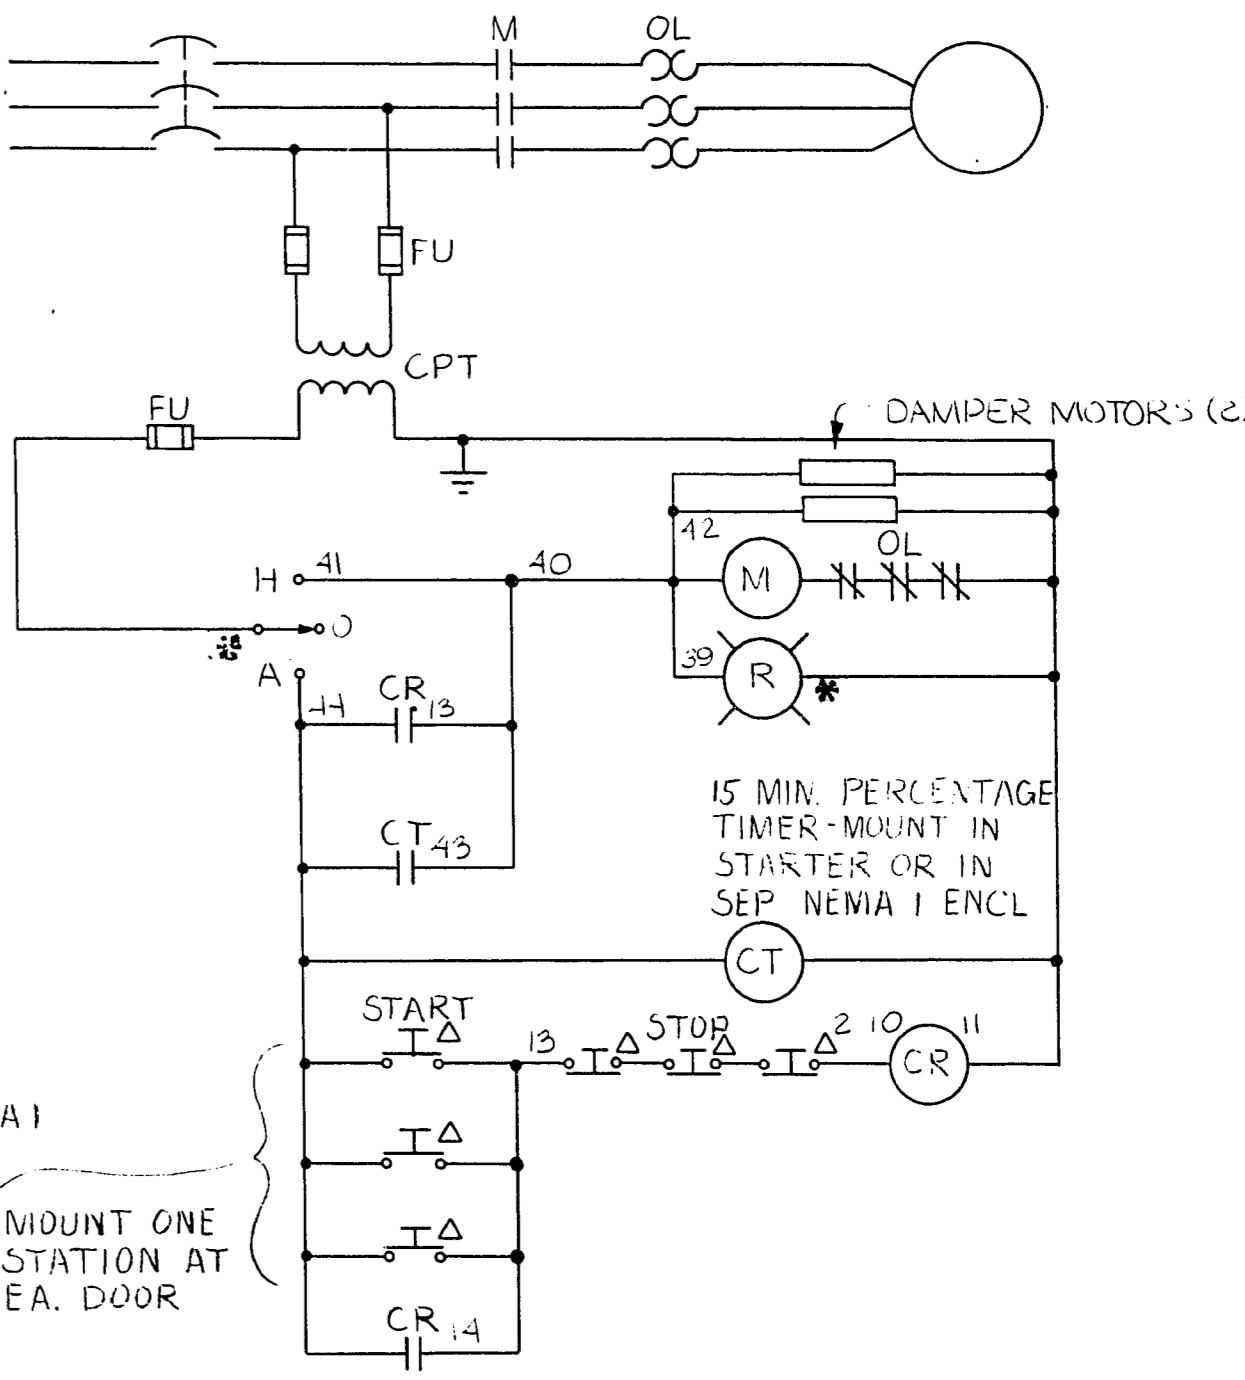 M OL
FU
CPT
FU
DAMPER MOTORS (2
42
OL
H 41 40
M
O
39
A
R *
CR
44 13
CT 43
15 MIN. PERCENTAGE
TIMER-MOUNT IN
STARTER OR IN
SEP NEMA 1 ENCL
CT
START
13 STOP 2 10 11
CR
A 1
MOUNT ONE
STATION AT
EA. DOOR
CR 14